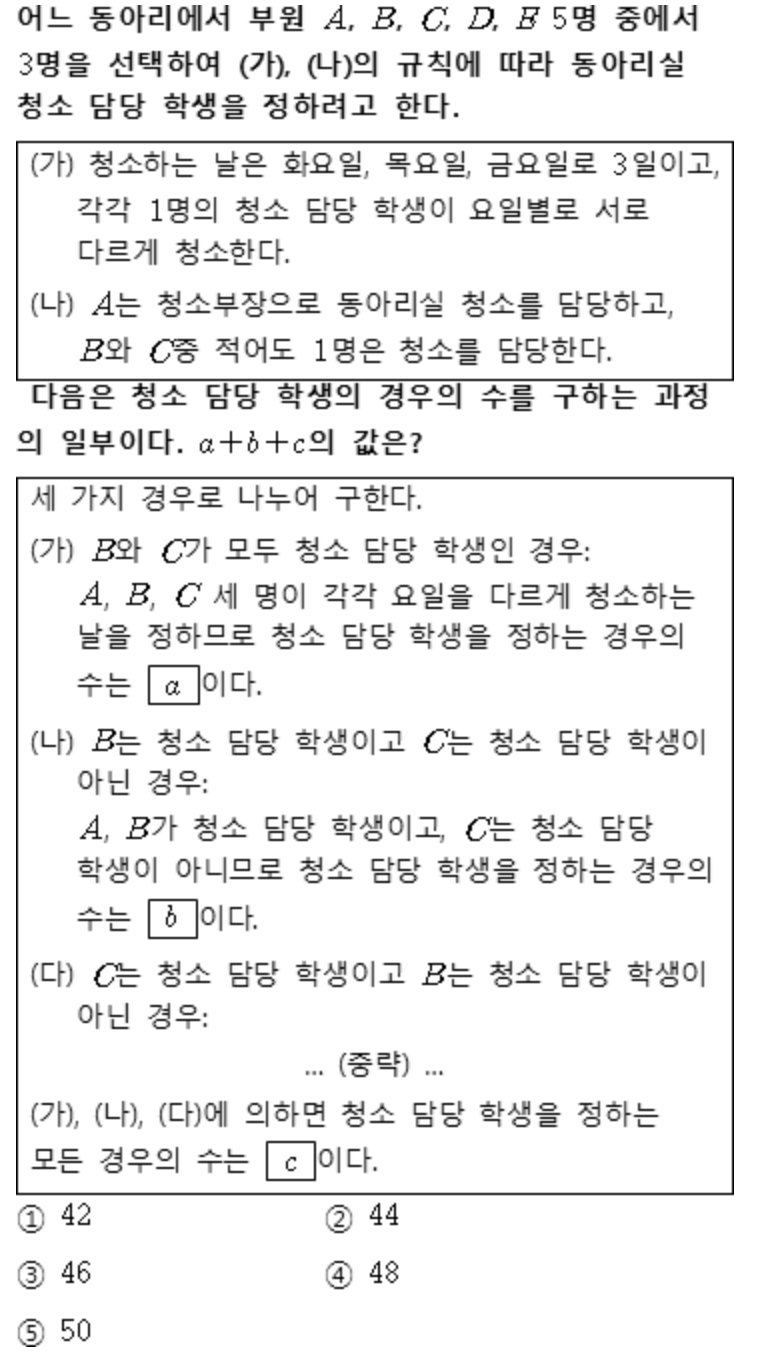 어느 동아리에서 부원 A, B, C, D, E 5명 중에서
3명을 선택하여 (가), (나)의 규칙에 따라 동아리실
청소 담당 학생을 정하려고 한다.
(가) 청소하는 날은 화요일, 목요일, 금요일로 3일이고,
각각 1명의 청소 담당 학생이 요일별로 서로
다르게 청소한다.
(나) A는 청소부장으로 동아리실 청소를 담당하고,
B와 C중 적어도 1명은 청소를 담당한다.
다음은 청소 담당 학생의 경우의 수를 구하는 과정
의 일부이다. a+b+c의 값은?
세 가지 경우로 나누어 구한다.
(가) B와 C가 모두 청소 담당 학생인 경우:
A, B, C 세 명이 각각 요일을 다르게 청소하는
날을 정하므로 청소 담당 학생을 정하는 경우의
수는 a 이다.
(나) B는 청소 담당 학생이고 C는 청소 담당 학생이
아닌 경우:
A, B가 청소 담당 학생이고, C는 청소 담당
학생이 아니므로 청소 담당 학생을 정하는 경우의
수는 b 이다.
(다) C는 청소 담당 학생이고 B는 청소 담당 학생이
아닌 경우:
... (중략) ...
(가), (나), (다)에 의하면 청소 담당 학생을 정하는
모든 경우의 수는 c 이다.
① 42 ② 44
③ 46 ④ 48
⑤ 50